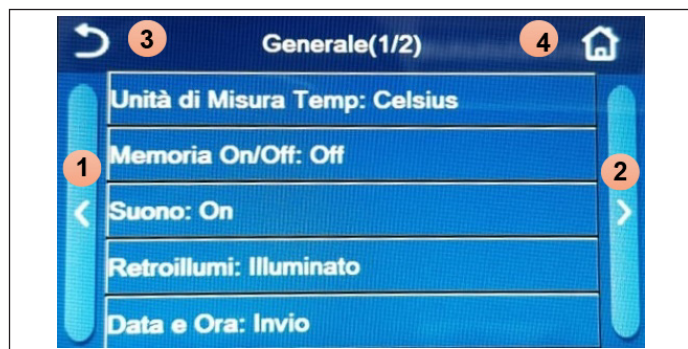 3
Generale(1/2)
4
Unità di Misura Temp: Celsius
1
Memoria On/Off: Off
2
Suono: On
Retroillumi: Illuminato
Data e Ora: Invio